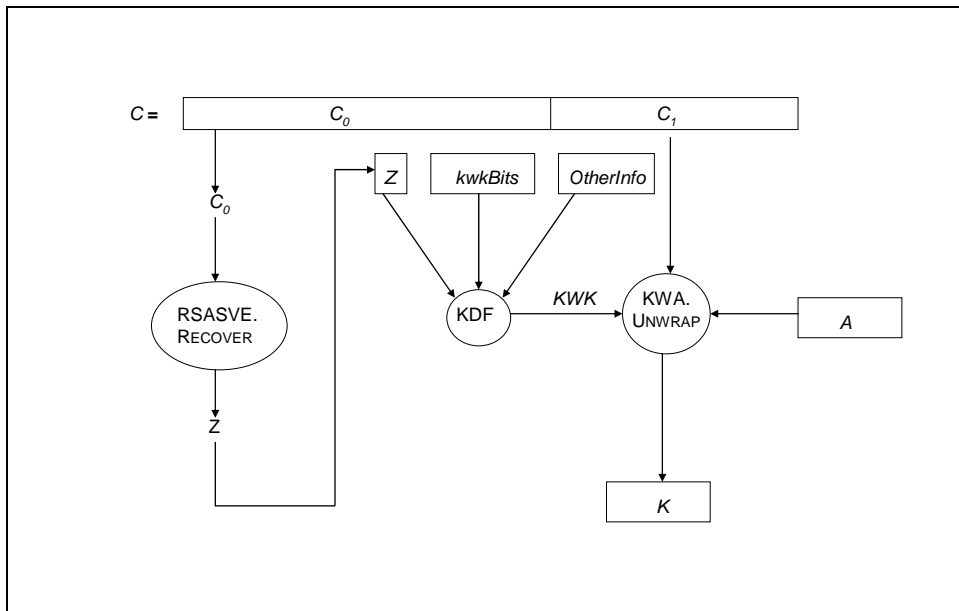 C = C₀ C₁
Z kwkBits OtherInfo
C₀
RSASVE.
RECOVER
KDF
KWK
KWA.
UNWRAP
A
Z
K